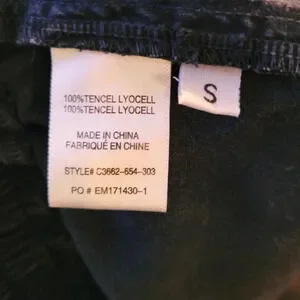 100%TENCEL LYOCELL
100%TENCEL LYOCELL
MADE IN CHINA
FABRIQUÉ EN CHINE
STYLE# C3662-654-303
PO # EM171430-1
S